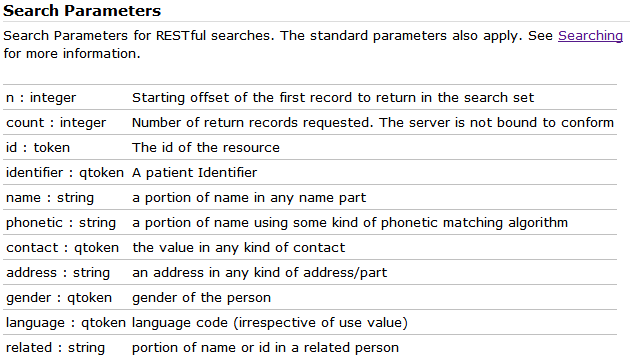 Search Parameters
Search Parameters for RESTful searches. The standard parameters also apply. See Searching
for more information.
n : integer Starting offset of the first record to return in the search set
count : integer Number of return records requested. The server is not bound to conform
id : token The id of the resource
identifier : qtoken A patient Identifier
name : string a portion of name in any name part
phonetic : string a portion of name using some kind of phonetic matching algorithm
contact : qtoken the value in any kind of contact
address : string an address in any kind of address/part
gender : qtoken gender of the person
language : qtoken language code (irrespective of use value)
related : string portion of name or id in a related person